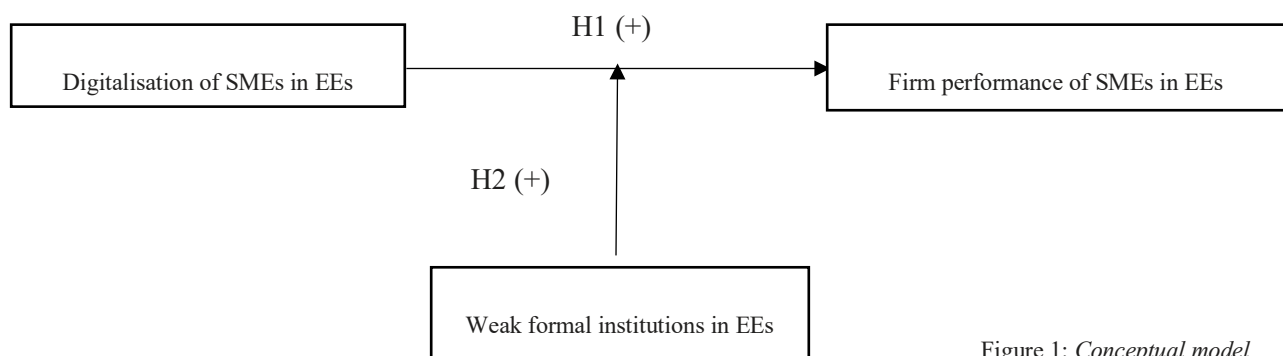 H1 (+)
Digitalisation of SMEs in EEs
Firm performance of SMEs in EEs
H2 (+)
Weak formal institutions in EEs
Figure 1: Conceptual model